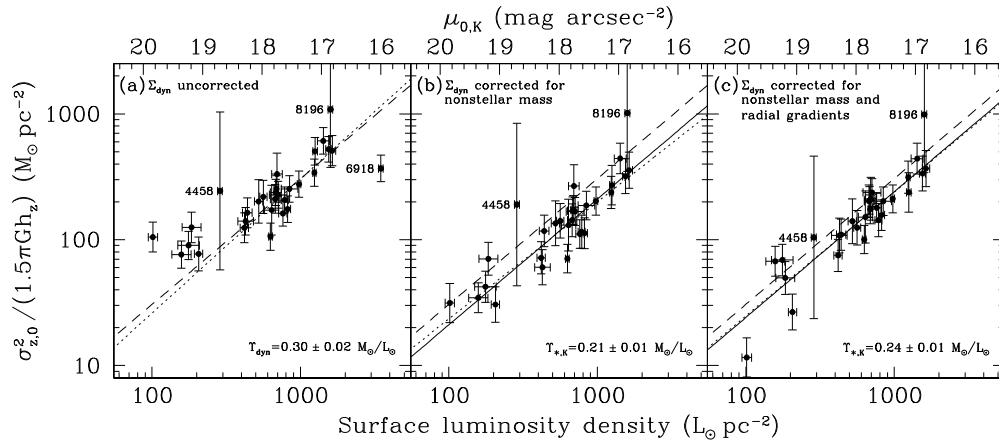 μ0,K (mag arcsec−2)
20 19 18 17 16 20 19 18 17 16 20 19 18 17 16
(a) Σdyn uncorrected
(b) Σdyn corrected for
nonstellar mass
(c) Σdyn corrected for
nonstellar mass and
radial gradients
8196
6918
4458
8196
4458
8196
4458
Υdyn=0.30 ± 0.02 M⊙/L⊙
Υ*,K=0.21 ± 0.01 M⊙/L⊙
Υ*,K=0.24 ± 0.01 M⊙/L⊙
1000
100
10
σ²z,0/(1.5πGhz) (M⊙ pc−2)
100 1000 100 1000 100 1000
Surface luminosity density (L⊙ pc−2)